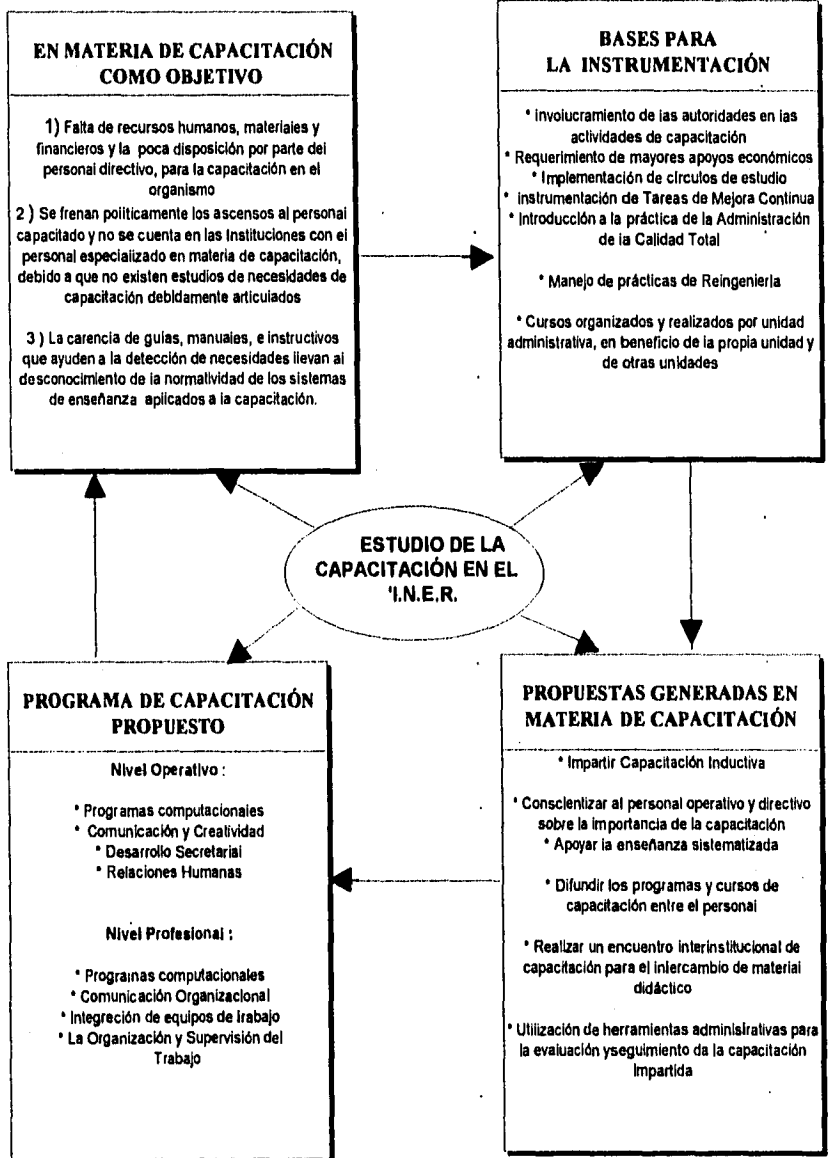 EN MATERIA DE CAPACITACIÓN
COMO OBJETIVO
1) Falta de recursos humanos, materiales y
financieros y la poca disposición por parte del
personal directivo, para la capacitación en el
organismo
2 ) Se frenan políticamente los ascensos al personal
capacitado y no se cuenta en las Instituciones con el
personal especializado en materia de capacitación,
debido a que no existen estudios de necesidades de
capacitación debidamente articulados
3 ) La carencia de guías, manuales, e instructivos
que ayuden a la detección de necesidades llevan al
desconocimiento de la normatividad de los sistemas
de enseñanza aplicados a la capacitación.
BASES PARA
LA INSTRUMENTACIÓN
* Involucramiento de las autoridades en las
actividades de capacitación
* Requerimiento de mayores apoyos económicos
* Implementación de círculos de estudio
* Instrumentación de Tareas de Mejora Continua
* Introducción a la práctica de la Administración
de la Calidad Total
* Manejo de prácticas de Reingeniería
* Cursos organizados y realizados por unidad
administrativa, en beneficio de la propia unidad y
de otras unidades
ESTUDIO DE LA
CAPACITACIÓN EN EL
'I.N.E.R.
PROGRAMA DE CAPACITACIÓN
PROPUESTO
Nivel Operativo :
* Programas computacionales
* Comunicación y Creatividad
* Desarrollo Secretarial
* Relaciones Humanas
Nivel Profesional :
* Programas computacionales
* Comunicación Organizacional
* Integreción de equipos de trabajo
* La Organización y Supervisión del
Trabajo
PROPUESTAS GENERADAS EN
MATERIA DE CAPACITACIÓN
* Impartir Capacitación Inductiva
* Conscientizar al personal operativo y directivo
sobre la importancia de la capacitación
* Apoyar la enseñanza sistematizada
* Difundir los programas y cursos de
capacitación entre el personal
* Realizar un encuentro interinstitucional de
capacitación para el intercambio de material
didáctico
* Utilización de herramientas administrativas para
la evaluación yseguimiento da la capacitación
Impartida